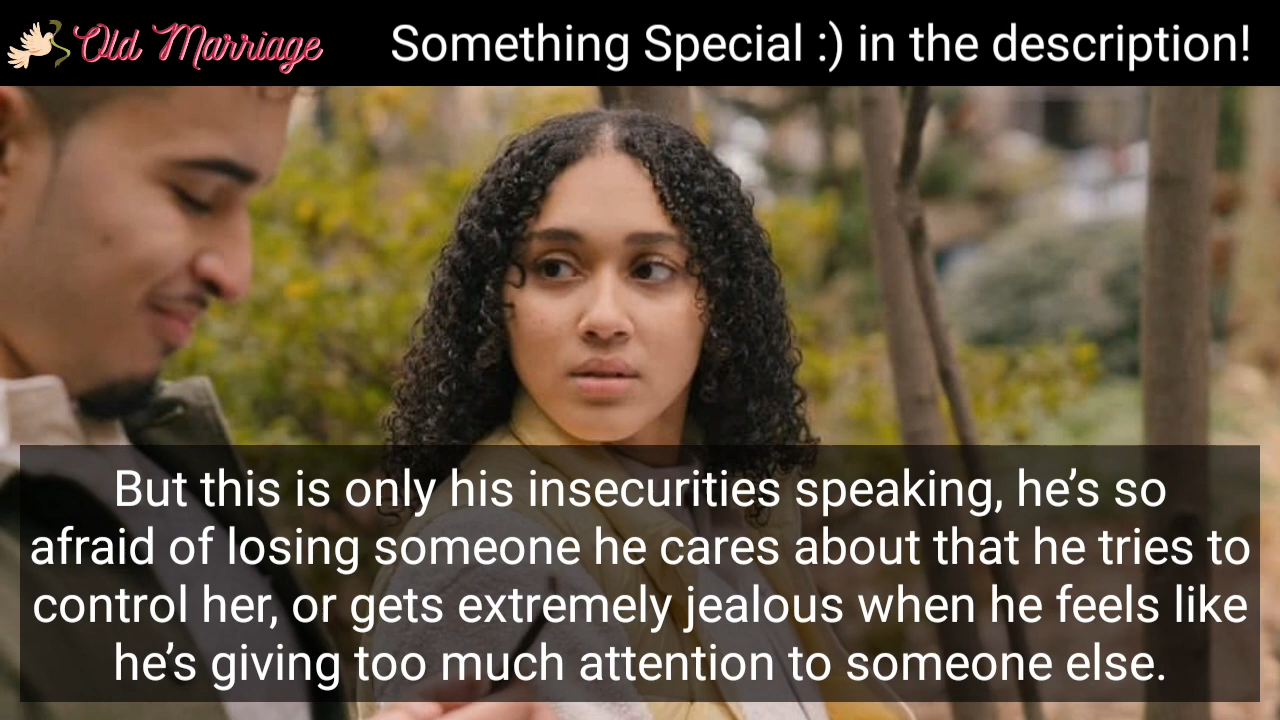 Old Marriage
Something Special :) in the description!
But this is only his insecurities speaking, he’s so
afraid of losing someone he cares about that he tries to
control her, or gets extremely jealous when he feels like
he’s giving too much attention to someone else.